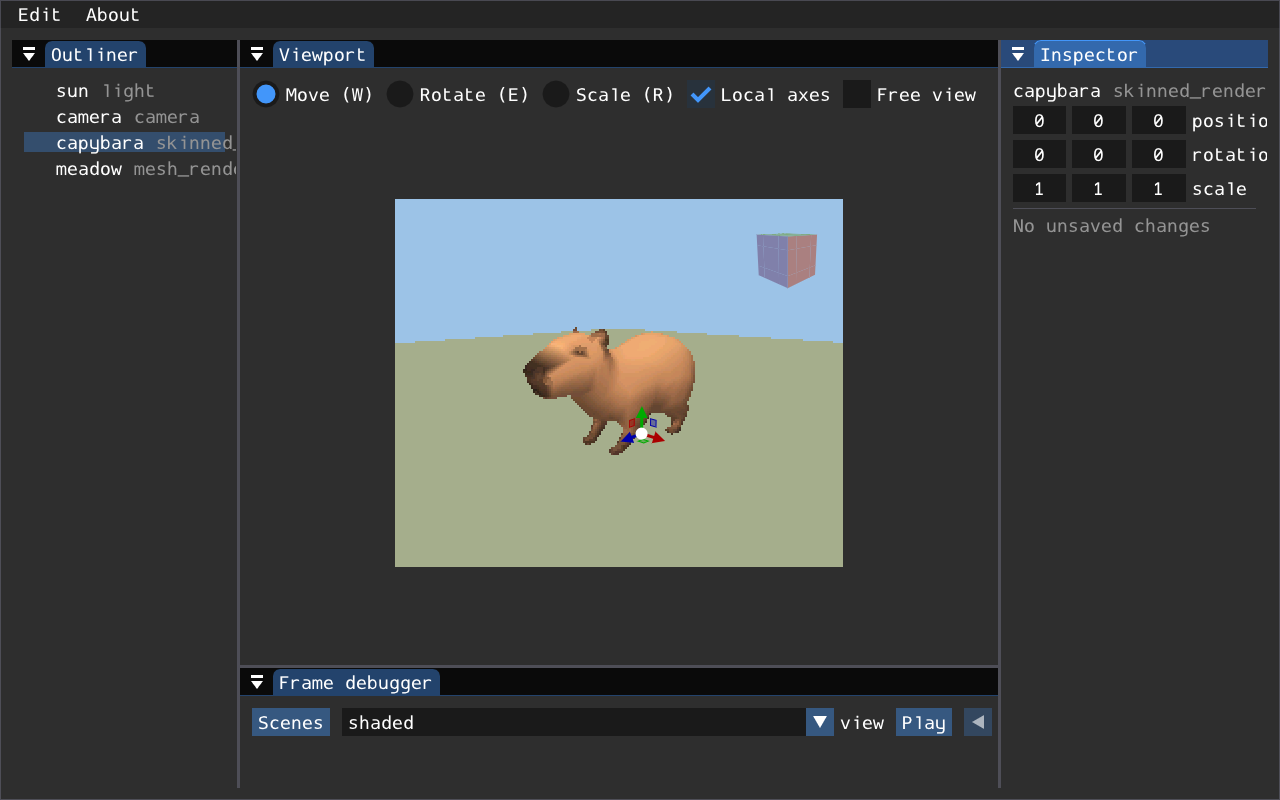 Edit About
Outliner
sun light
camera camera
capybara skinned_
meadow mesh_rende
Viewport
Move (W) Rotate (E) Scale (R) Local axes Free view
Frame debugger
Scenes shaded view Play
Inspector
capybara skinned_render
0 0 0 positio
0 0 0 rotatio
1 1 1 scale
No unsaved changes